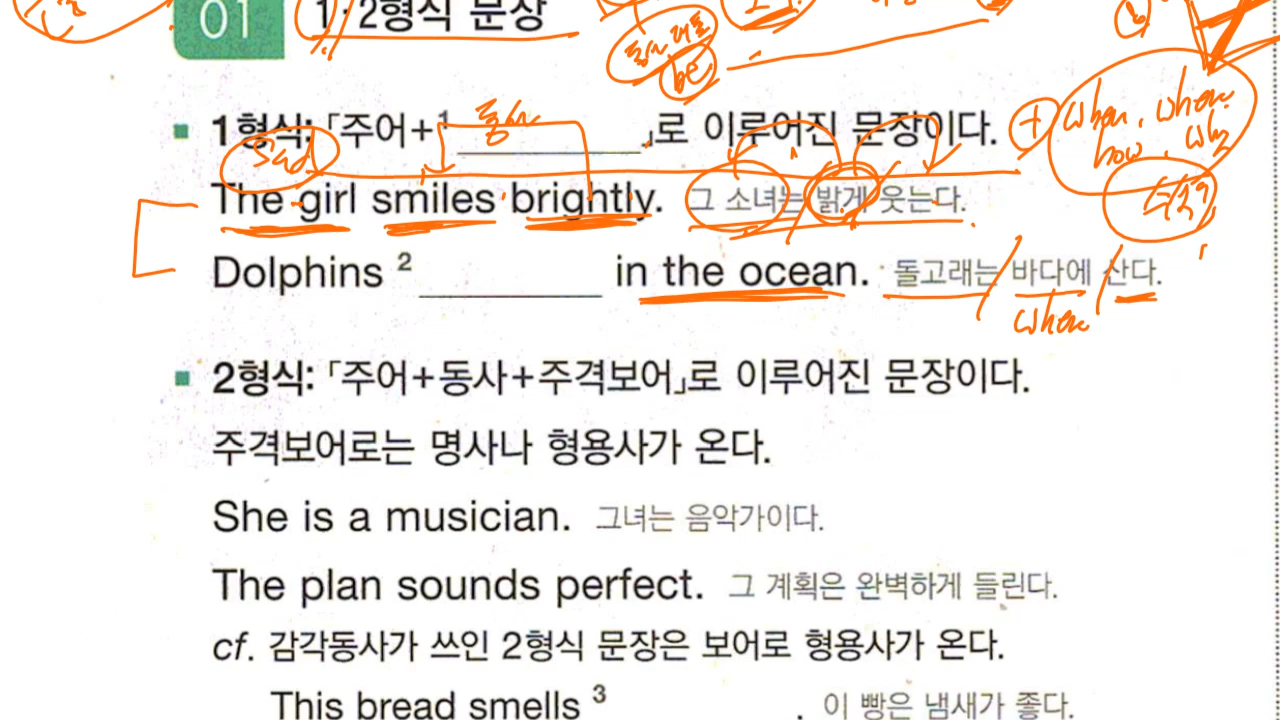 01 1·2형식 문장
동사 대표
be
1형식: 「주어+¹ 동사 」로 이루어진 문장이다. + when, where
how, why
sad
The girl smiles brightly. 그 소녀는 밝게 웃는다.
Dolphins ² in the ocean. 돌고래는 바다에 산다.
when
2형식: 「주어+동사+주격보어」로 이루어진 문장이다.
주격보어로는 명사나 형용사가 온다.
She is a musician. 그녀는 음악가이다.
The plan sounds perfect. 그 계획은 완벽하게 들린다.
cf. 감각동사가 쓰인 2형식 문장은 보어로 형용사가 온다.
This bread smells ³ . 이 빵은 냄새가 좋다.